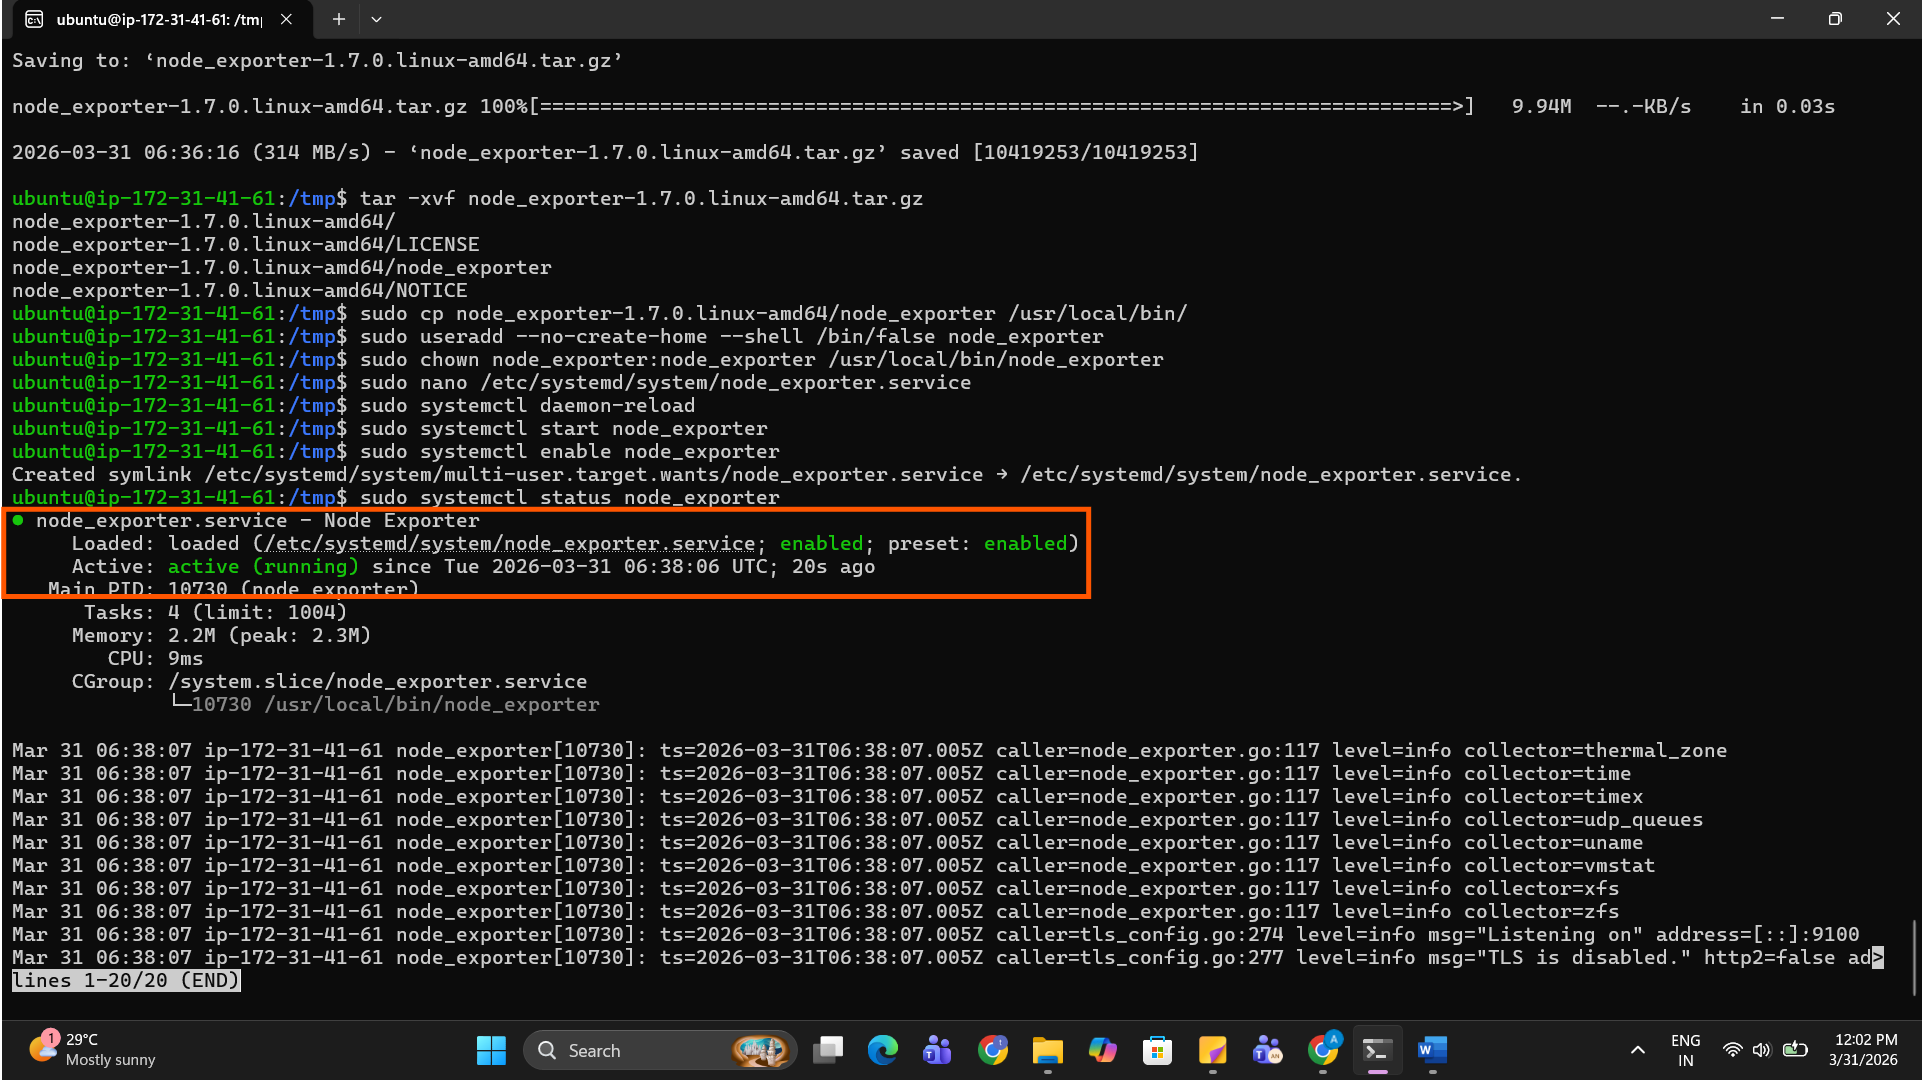 ubuntu@ip-172-31-41-61: /tmp
Saving to: ‘node_exporter-1.7.0.linux-amd64.tar.gz’
node_exporter-1.7.0.linux-amd64.tar.gz 100%[============================================================================>]   9.94M  --.-KB/s    in 0.03s
2026-03-31 06:36:16 (314 MB/s) - ‘node_exporter-1.7.0.linux-amd64.tar.gz’ saved [10419253/10419253]
ubuntu@ip-172-31-41-61:/tmp$ tar -xvf node_exporter-1.7.0.linux-amd64.tar.gz
node_exporter-1.7.0.linux-amd64/
node_exporter-1.7.0.linux-amd64/LICENSE
node_exporter-1.7.0.linux-amd64/node_exporter
node_exporter-1.7.0.linux-amd64/NOTICE
ubuntu@ip-172-31-41-61:/tmp$ sudo cp node_exporter-1.7.0.linux-amd64/node_exporter /usr/local/bin/
ubuntu@ip-172-31-41-61:/tmp$ sudo useradd --no-create-home --shell /bin/false node_exporter
ubuntu@ip-172-31-41-61:/tmp$ sudo chown node_exporter:node_exporter /usr/local/bin/node_exporter
ubuntu@ip-172-31-41-61:/tmp$ sudo nano /etc/systemd/system/node_exporter.service
ubuntu@ip-172-31-41-61:/tmp$ sudo systemctl daemon-reload
ubuntu@ip-172-31-41-61:/tmp$ sudo systemctl start node_exporter
ubuntu@ip-172-31-41-61:/tmp$ sudo systemctl enable node_exporter
Created symlink /etc/systemd/system/multi-user.target.wants/node_exporter.service → /etc/systemd/system/node_exporter.service.
ubuntu@ip-172-31-41-61:/tmp$ sudo systemctl status node_exporter
● node_exporter.service - Node Exporter
Loaded: loaded (/etc/systemd/system/node_exporter.service; enabled; preset: enabled)
Active: active (running) since Tue 2026-03-31 06:38:06 UTC; 20s ago
Main PID: 10730 (node_exporter)
Tasks: 4 (limit: 1004)
Memory: 2.2M (peak: 2.3M)
CPU: 9ms
CGroup: /system.slice/node_exporter.service
└─10730 /usr/local/bin/node_exporter
Mar 31 06:38:07 ip-172-31-41-61 node_exporter[10730]: ts=2026-03-31T06:38:07.005Z caller=node_exporter.go:117 level=info collector=thermal_zone
Mar 31 06:38:07 ip-172-31-41-61 node_exporter[10730]: ts=2026-03-31T06:38:07.005Z caller=node_exporter.go:117 level=info collector=time
Mar 31 06:38:07 ip-172-31-41-61 node_exporter[10730]: ts=2026-03-31T06:38:07.005Z caller=node_exporter.go:117 level=info collector=timex
Mar 31 06:38:07 ip-172-31-41-61 node_exporter[10730]: ts=2026-03-31T06:38:07.005Z caller=node_exporter.go:117 level=info collector=udp_queues
Mar 31 06:38:07 ip-172-31-41-61 node_exporter[10730]: ts=2026-03-31T06:38:07.005Z caller=node_exporter.go:117 level=info collector=uname
Mar 31 06:38:07 ip-172-31-41-61 node_exporter[10730]: ts=2026-03-31T06:38:07.005Z caller=node_exporter.go:117 level=info collector=vmstat
Mar 31 06:38:07 ip-172-31-41-61 node_exporter[10730]: ts=2026-03-31T06:38:07.005Z caller=node_exporter.go:117 level=info collector=xfs
Mar 31 06:38:07 ip-172-31-41-61 node_exporter[10730]: ts=2026-03-31T06:38:07.005Z caller=node_exporter.go:117 level=info collector=zfs
Mar 31 06:38:07 ip-172-31-41-61 node_exporter[10730]: ts=2026-03-31T06:38:07.005Z caller=tls_config.go:274 level=info msg="Listening on" address=[::]:9100
Mar 31 06:38:07 ip-172-31-41-61 node_exporter[10730]: ts=2026-03-31T06:38:07.005Z caller=tls_config.go:277 level=info msg="TLS is disabled." http2=false ad>
lines 1-20/20 (END)
1
29°C
Mostly sunny
Search
ENG
IN
12:02 PM
3/31/2026